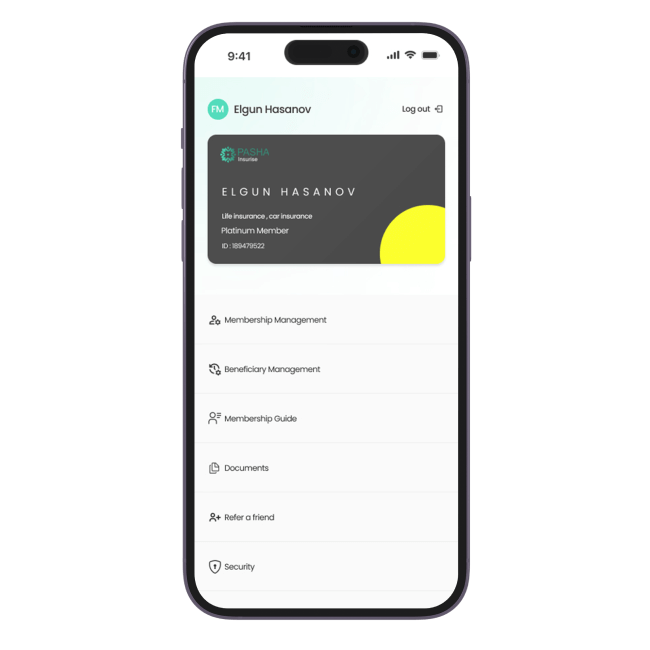 9:41
FM Elgun Hasanov Log out
PASHA
Insurise
ELGUN HASANOV
Life insurance , car insurance
Platinum Member
ID : 189479522
Membership Management
Beneficiary Management
Membership Guide
Documents
Refer a friend
Security